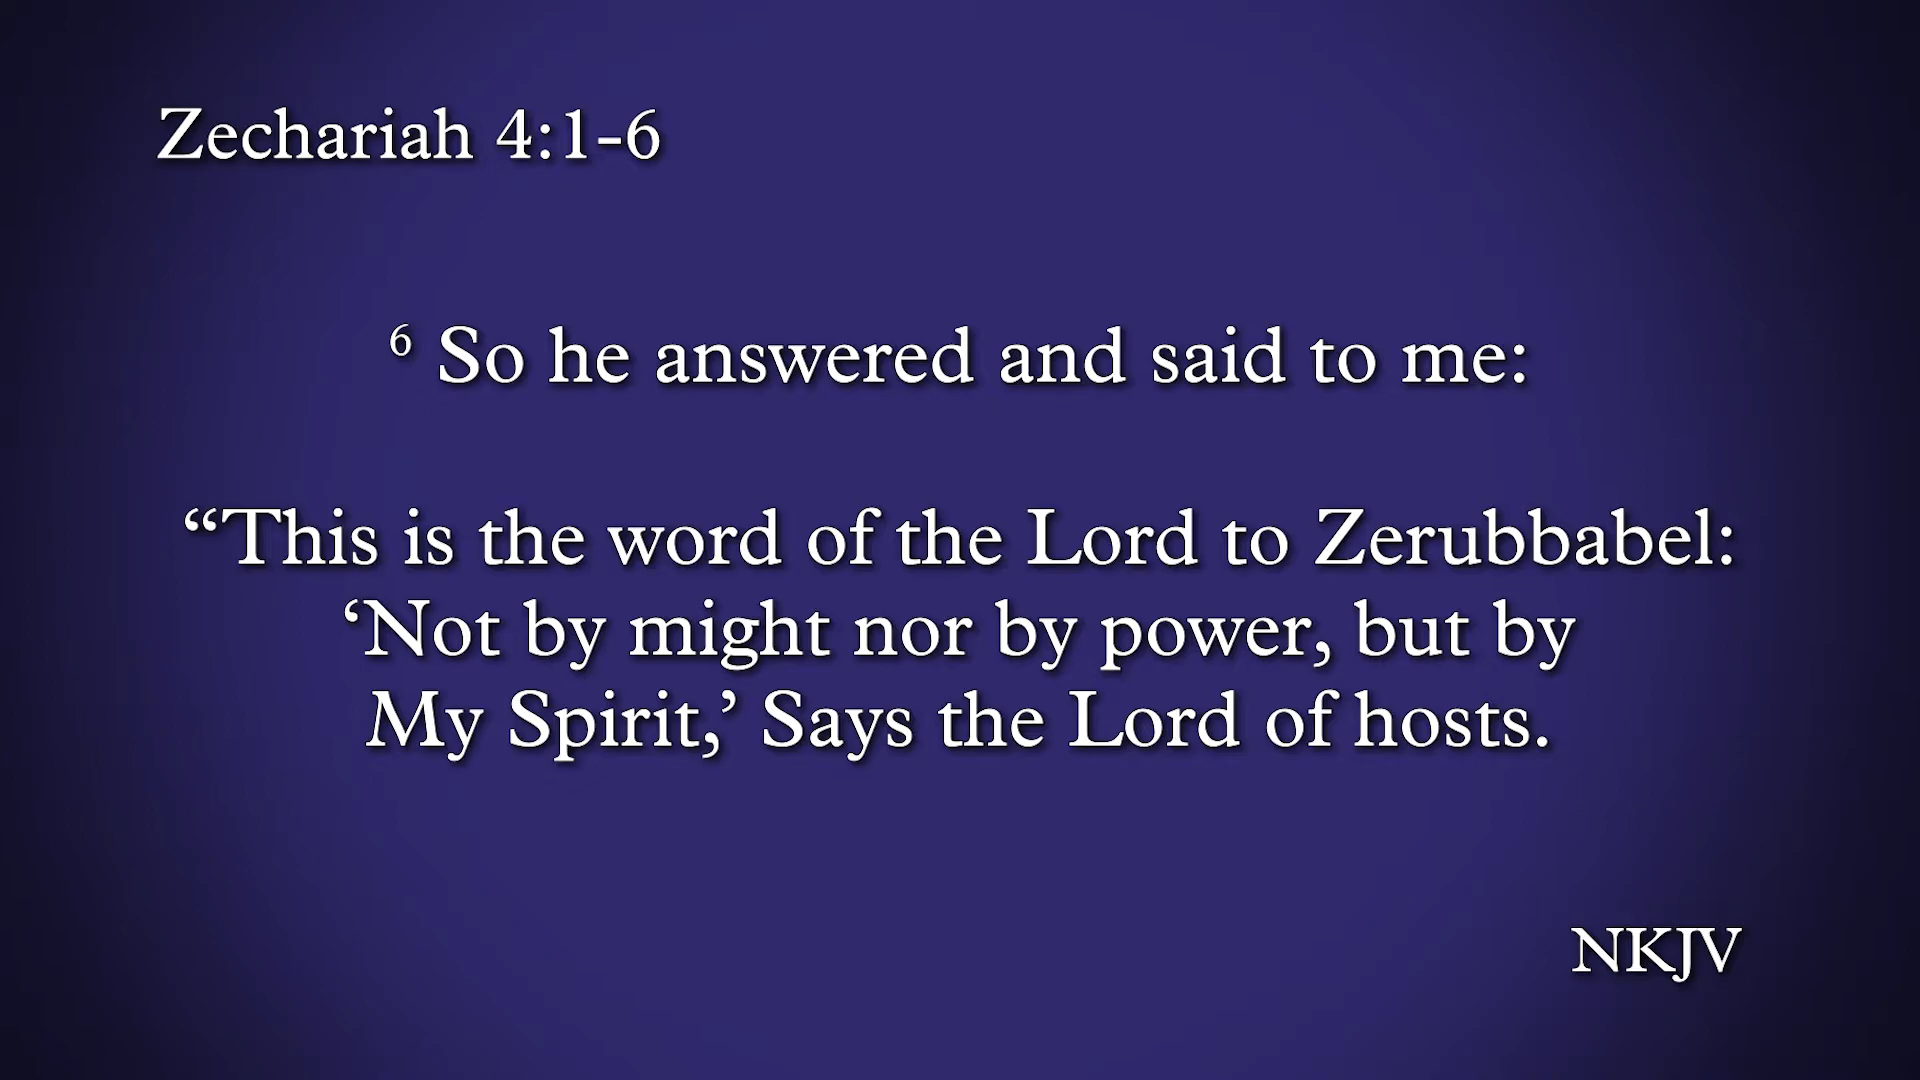 Zechariah 4:1-6
6 So he answered and said to me:
“This is the word of the Lord to Zerubbabel:
‘Not by might nor by power, but by
My Spirit,’ Says the Lord of hosts.
NKJV